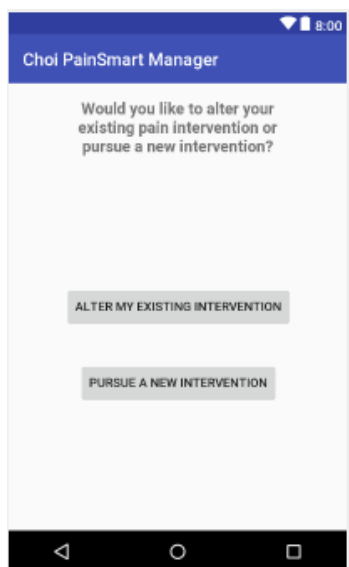 8:00
Choi PainSmart Manager
Would you like to alter your
existing pain intervention or
pursue a new intervention?
ALTER MY EXISTING INTERVENTION
PURSUE A NEW INTERVENTION